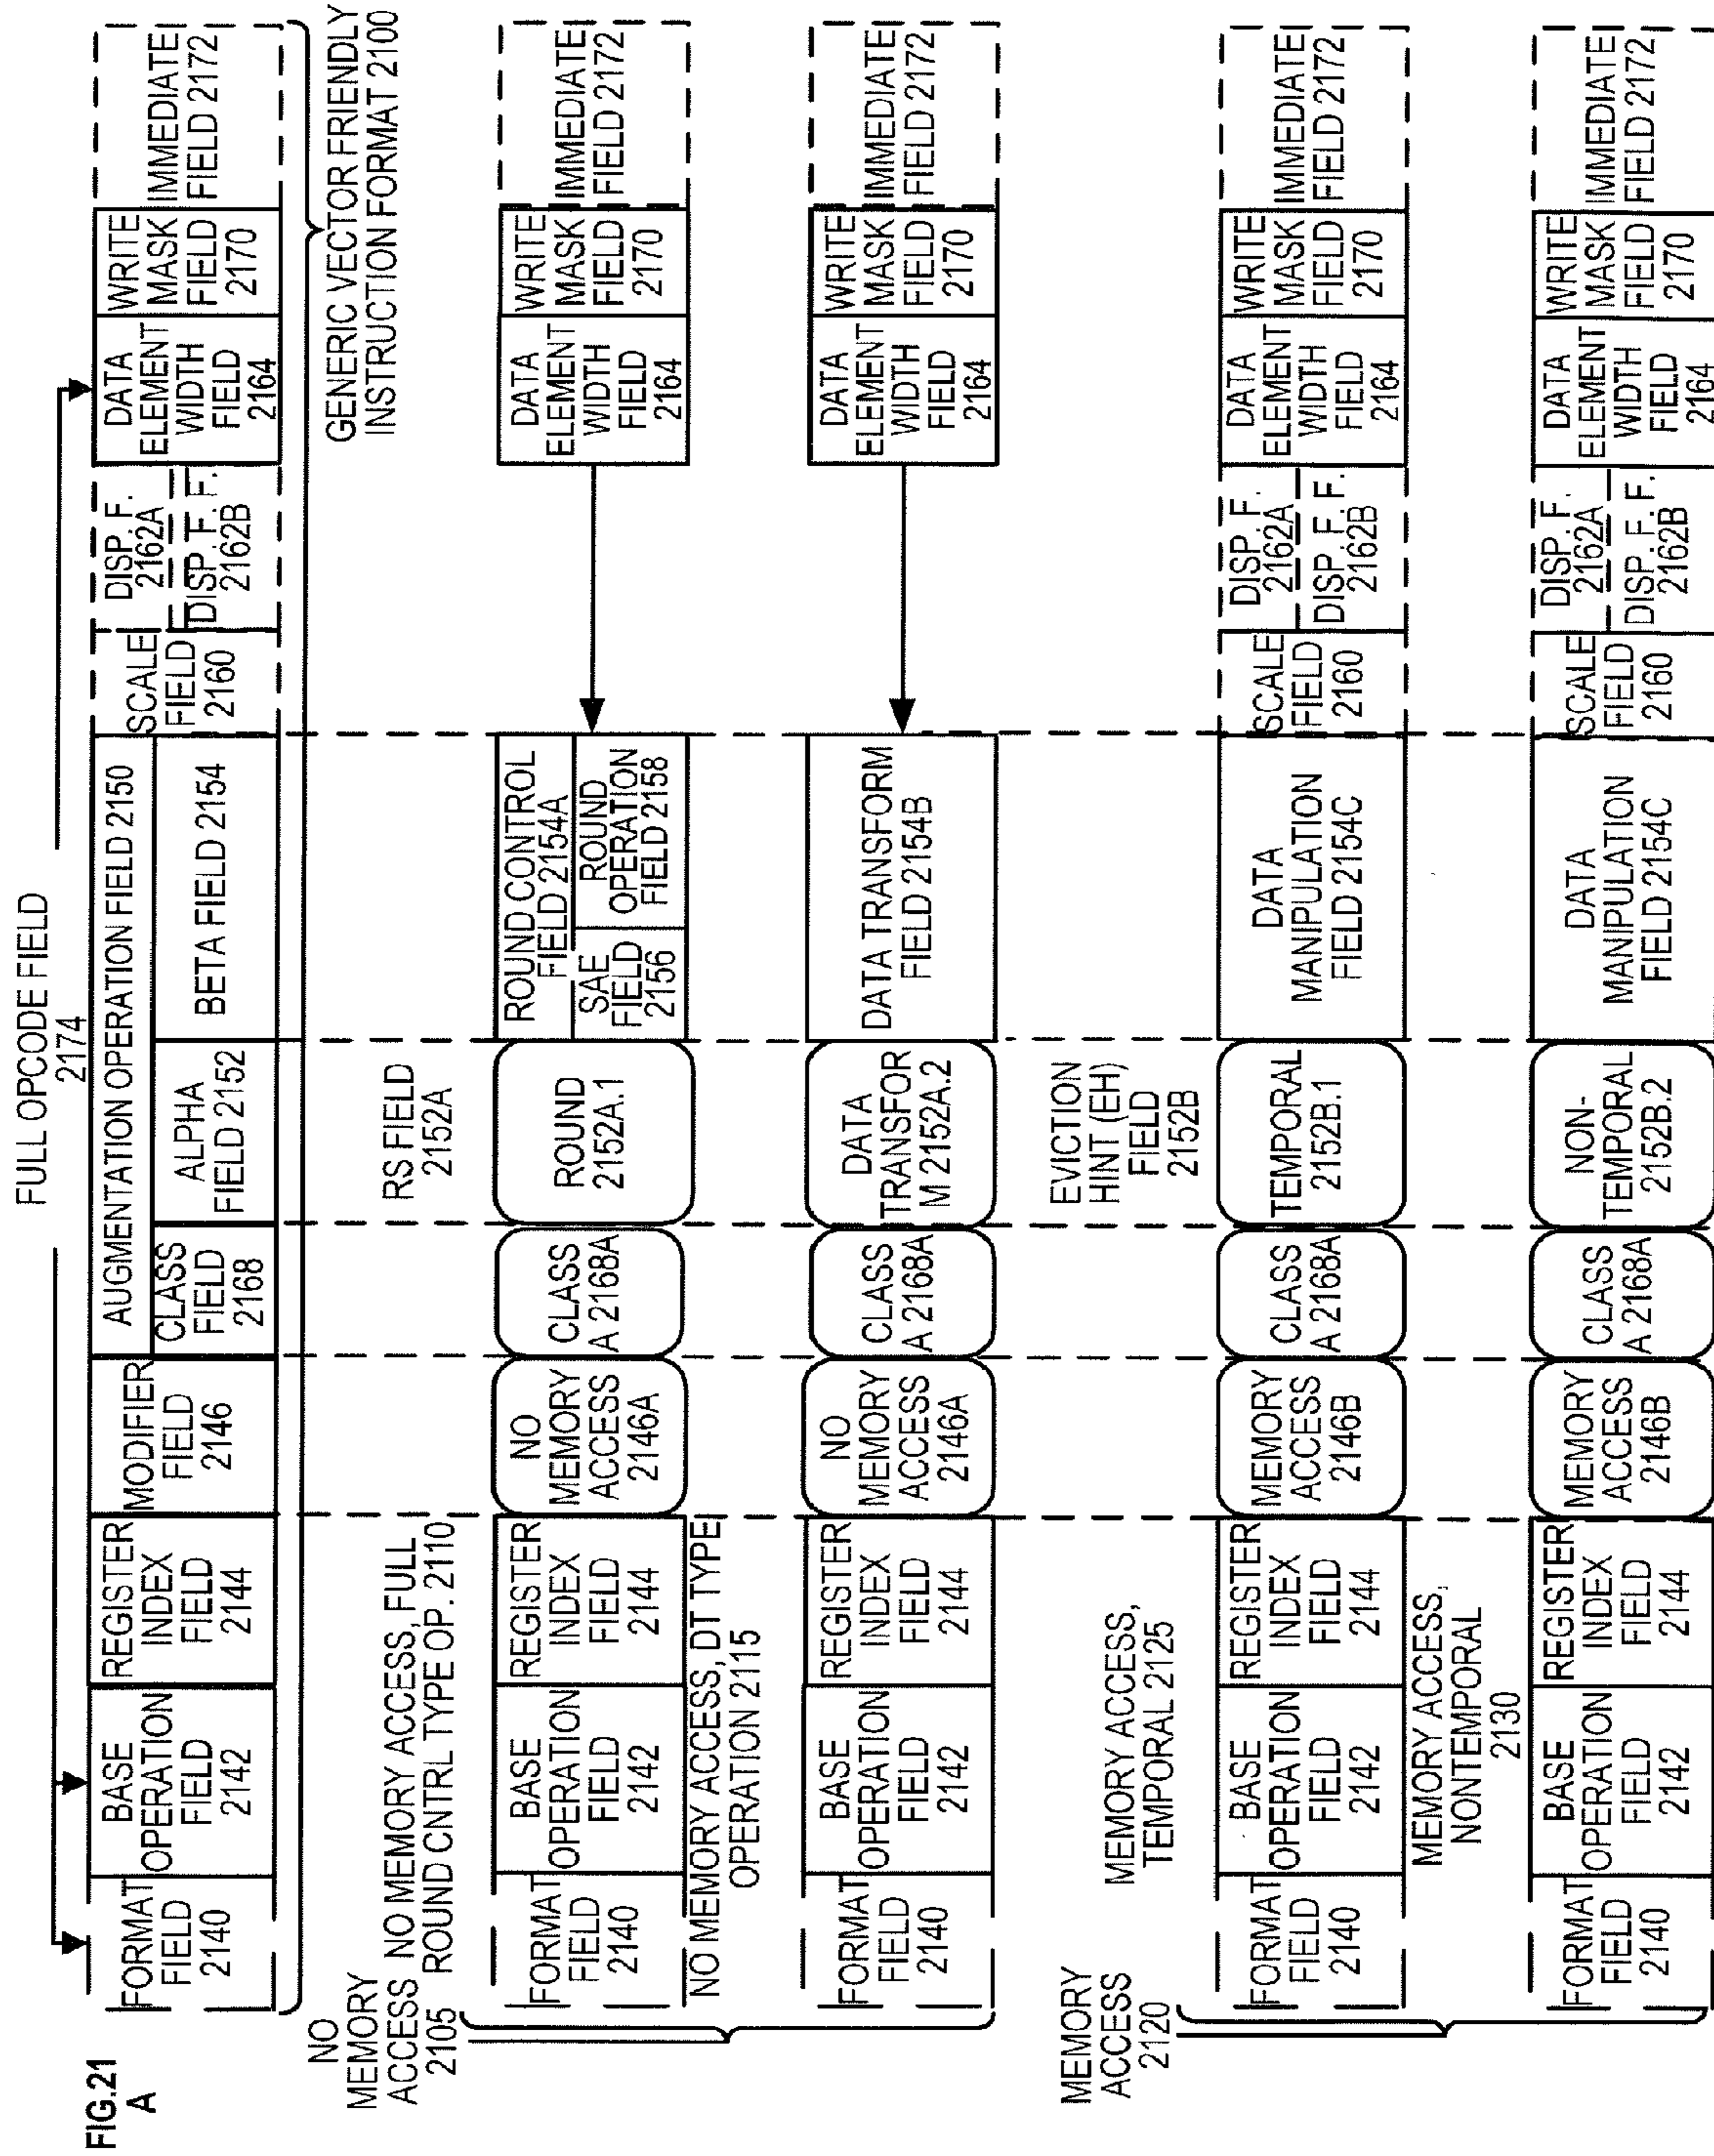 FIG.21
A
FULL OPCODE FIELD
2174
FORMAT
FIELD
2140
BASE
OPERATION
FIELD
2142
REGISTER
INDEX
FIELD
2144
MODIFIER
FIELD
2146
AUGMENTATION OPERATION FIELD 2150
CLASS
FIELD
2168
ALPHA
FIELD 2152
BETA FIELD 2154
SCALE
FIELD
2160
DISP. F.
2162A
DISP. F. F.
2162B
DATA
ELEMENT
WIDTH
FIELD
2164
WRITE
MASK
FIELD
2170
IMMEDIATE
FIELD 2172
GENERIC VECTOR FRIENDLY
INSTRUCTION FORMAT 2100
NO
MEMORY
ACCESS
2105
NO MEMORY ACCESS, FULL
ROUND CNTRL TYPE OP. 2110
RS FIELD
2152A
FORMAT
FIELD
2140
BASE
OPERATION
FIELD
2142
REGISTER
INDEX
FIELD
2144
NO
MEMORY
ACCESS
2146A
CLASS
A 2168A
ROUND
2152A.1
ROUND CONTROL
FIELD 2154A
SAE
FIELD
2156
ROUND
OPERATION
FIELD 2158
DATA
ELEMENT
WIDTH
FIELD
2164
WRITE
MASK
FIELD
2170
IMMEDIATE
FIELD 2172
NO MEMORY ACCESS, DT TYPE
OPERATION 2115
FORMAT
FIELD
2140
BASE
OPERATION
FIELD
2142
REGISTER
INDEX
FIELD
2144
NO
MEMORY
ACCESS
2146A
CLASS
A 2168A
DATA
TRANSFOR
M 2152A.2
DATA TRANSFORM
FIELD 2154B
DATA
ELEMENT
WIDTH
FIELD
2164
WRITE
MASK
FIELD
2170
IMMEDIATE
FIELD 2172
MEMORY
ACCESS
2120
MEMORY ACCESS,
TEMPORAL 2125
EVICTION
HINT (EH)
FIELD
2152B
FORMAT
FIELD
2140
BASE
OPERATION
FIELD
2142
REGISTER
INDEX
FIELD
2144
MEMORY
ACCESS
2146B
CLASS
A 2168A
TEMPORAL
2152B.1
DATA
MANIPULATION
FIELD 2154C
SCALE
FIELD
2160
DISP. F.
2162A
DISP. F. F.
2162B
DATA
ELEMENT
WIDTH
FIELD
2164
WRITE
MASK
FIELD
2170
IMMEDIATE
FIELD 2172
MEMORY ACCESS,
NONTEMPORAL
2130
FORMAT
FIELD
2140
BASE
OPERATION
FIELD
2142
REGISTER
INDEX
FIELD
2144
MEMORY
ACCESS
2146B
CLASS
A 2168A
NON-
TEMPORAL
2152B.2
DATA
MANIPULATION
FIELD 2154C
SCALE
FIELD
2160
DISP. F.
2162A
DISP. F. F.
2162B
DATA
ELEMENT
WIDTH
FIELD
2164
WRITE
MASK
FIELD
2170
IMMEDIATE
FIELD 2172